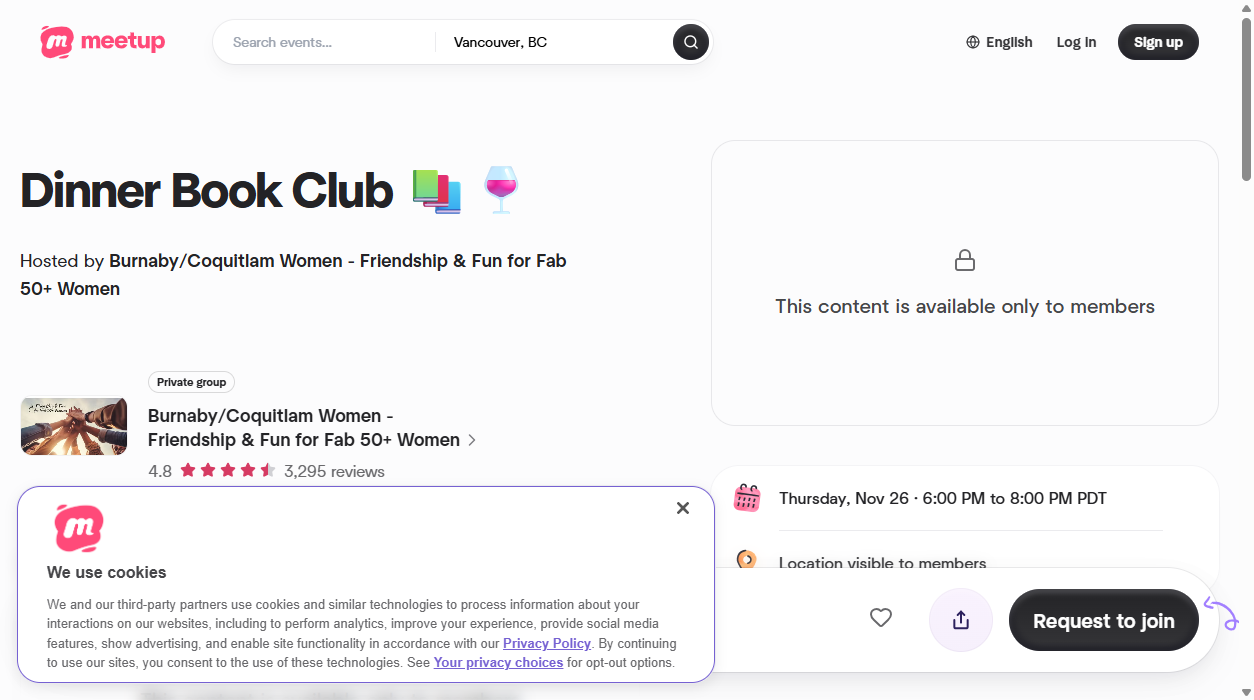 meetup
Search events...
Vancouver, BC
English
Log in
Sign up
Dinner Book Club
Hosted by Burnaby/Coquitlam Women - Friendship & Fun for Fab
50+ Women
This content is available only to members
Private group
Burnaby/Coquitlam Women -
Friendship & Fun for Fab 50+ Women
4.8
3,295 reviews
Thursday, Nov 26 · 6:00 PM to 8:00 PM PDT
Location visible to members
We use cookies
We and our third-party partners use cookies and similar technologies to process information about your
interactions on our websites, including to perform analytics, improve your experience, provide social media
features, show advertising, and enable site functionality in accordance with our Privacy Policy. By continuing
to use our sites, you consent to the use of these technologies. See Your privacy choices for opt-out options.
Request to join